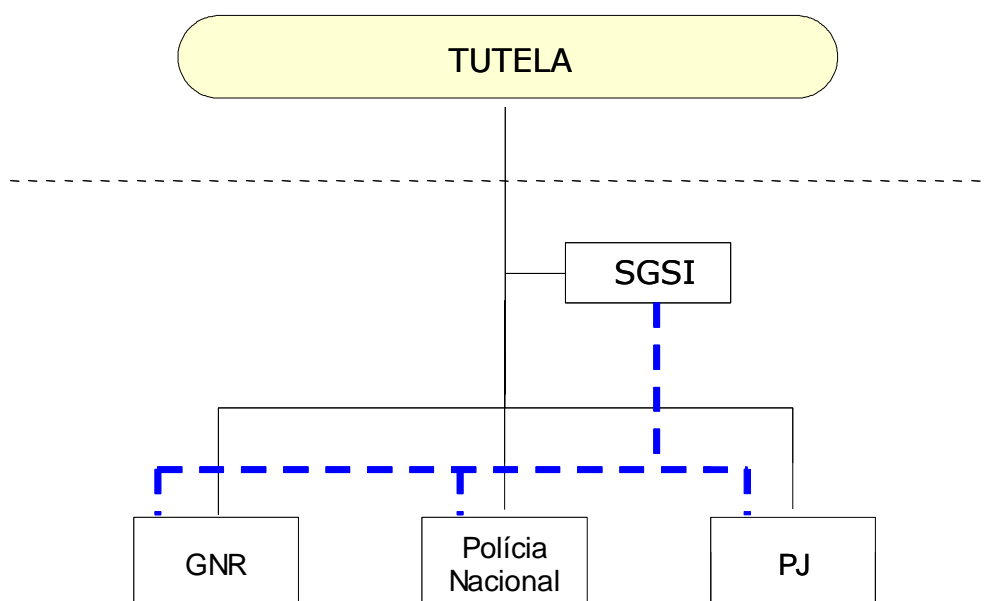 TUTELA
SGSI
GNR
Polícia
Nacional
PJ